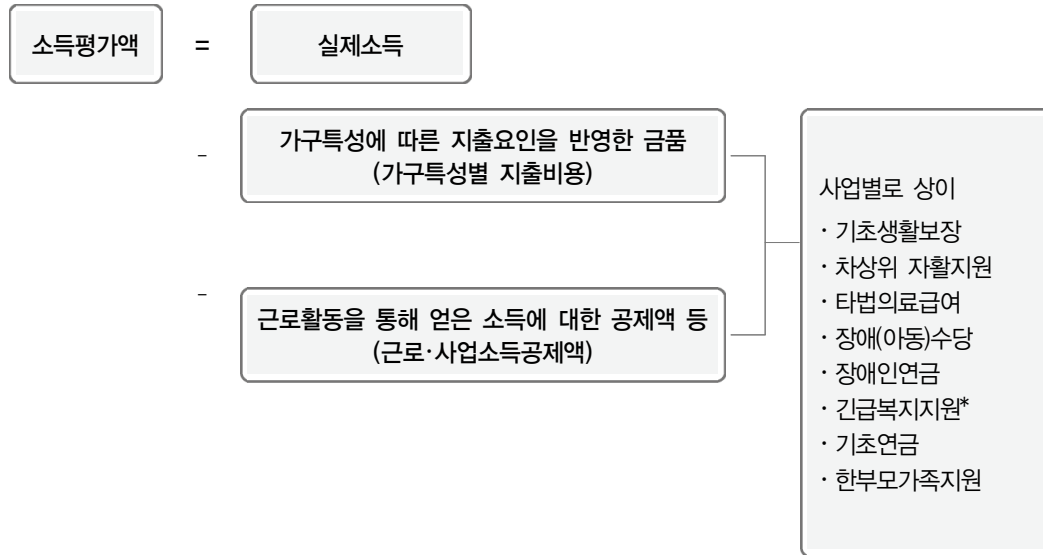 소득평가액 = 실제소득
- 가구특성에 따른 지출요인을 반영한 금품
(가구특성별 지출비용)
- 근로활동을 통해 얻은 소득에 대한 공제액 등
(근로·사업소득공제액)
사업별로 상이
· 기초생활보장
· 차상위 자활지원
· 타법의료급여
· 장애(아동)수당
· 장애인연금
· 긴급복지지원*
· 기초연금
· 한부모가족지원